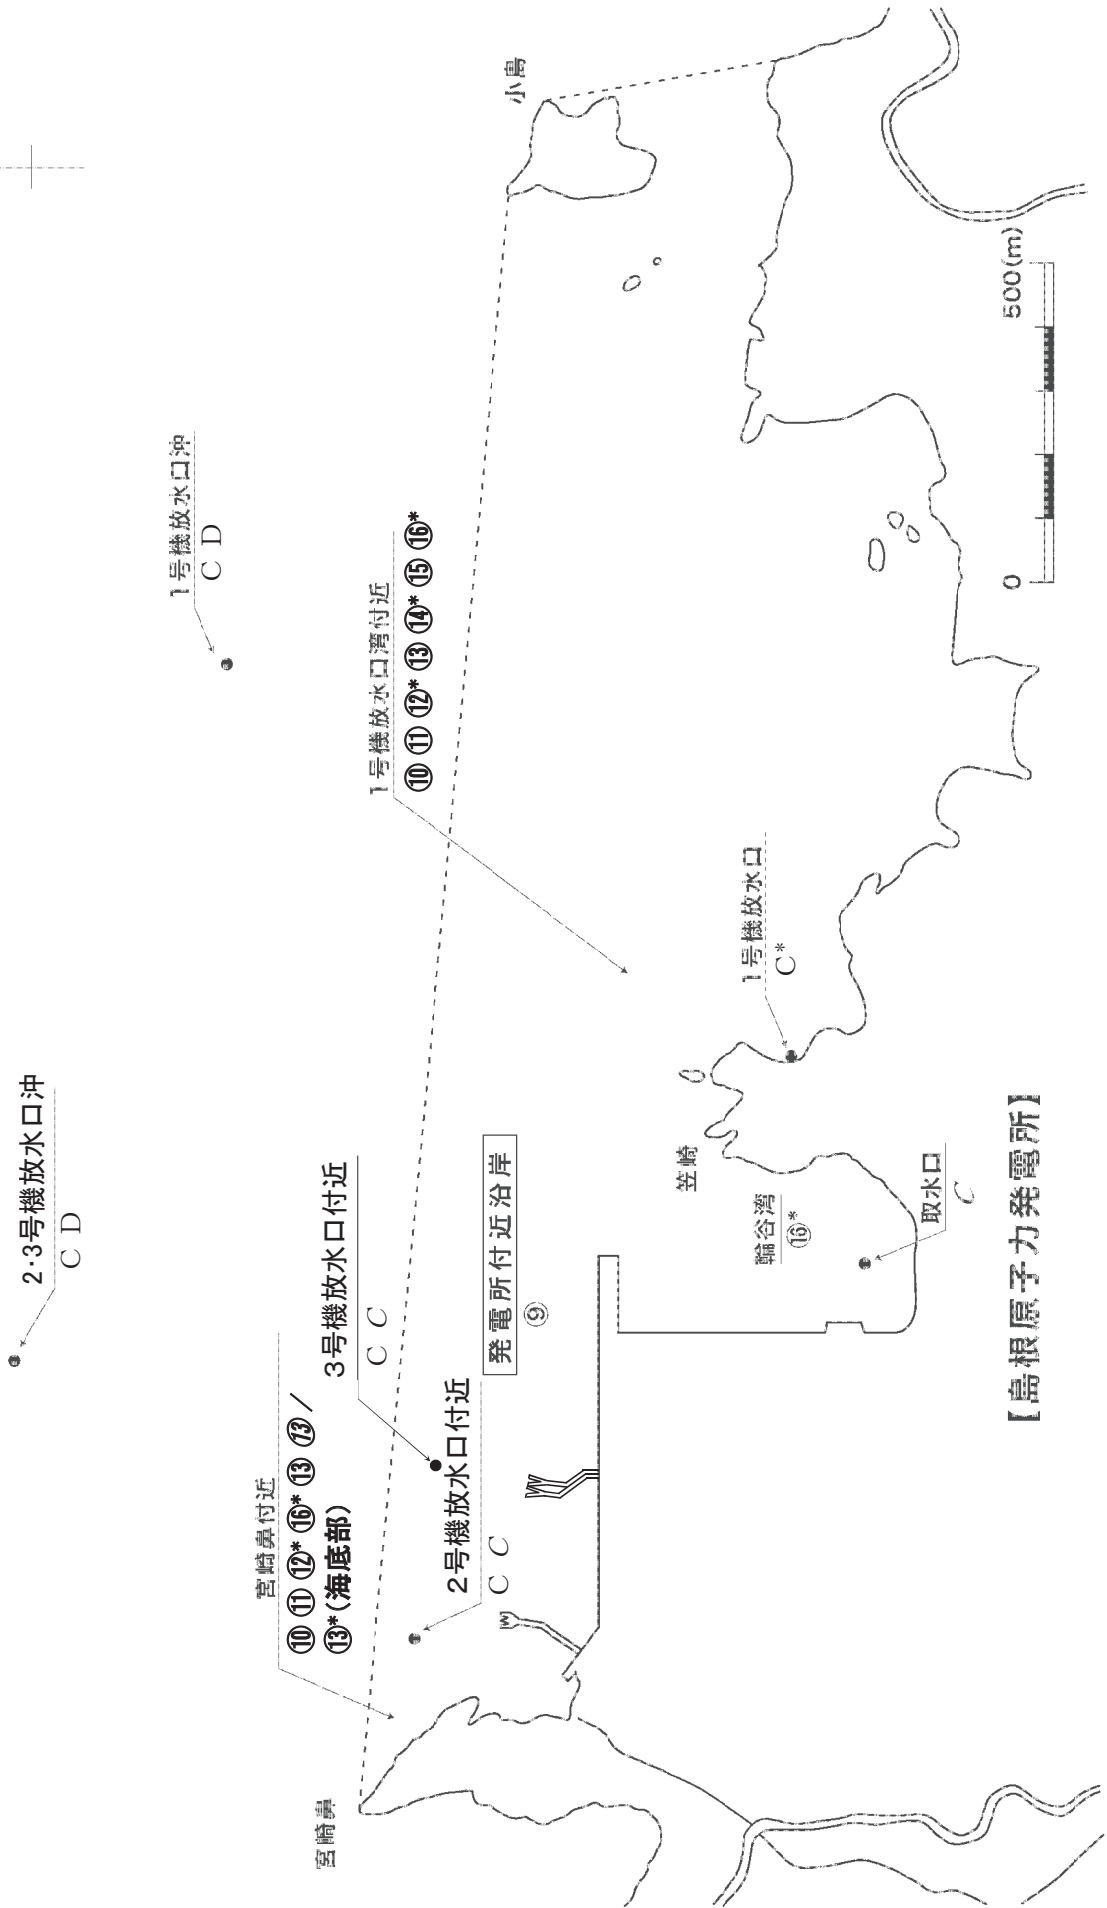 2･3号機放水口沖
C D
1号機放水口沖
C D
宮崎鼻付近
⑩ ⑪ ⑫* ⑯* ⑬ ⑬ /
⑬*(海底部)
3号機放水口付近
C C
1号機放水口湾付近
⑩ ⑪ ⑫* ⑬ ⑭* ⑮ ⑯*
小島
宮崎鼻
2号機放水口付近
C C
発電所付近沿岸
⑨
笠崎
1号機放水口
C*
輪谷湾
⑯*
取水口
C
0
500(m)
【島根原子力発電所】